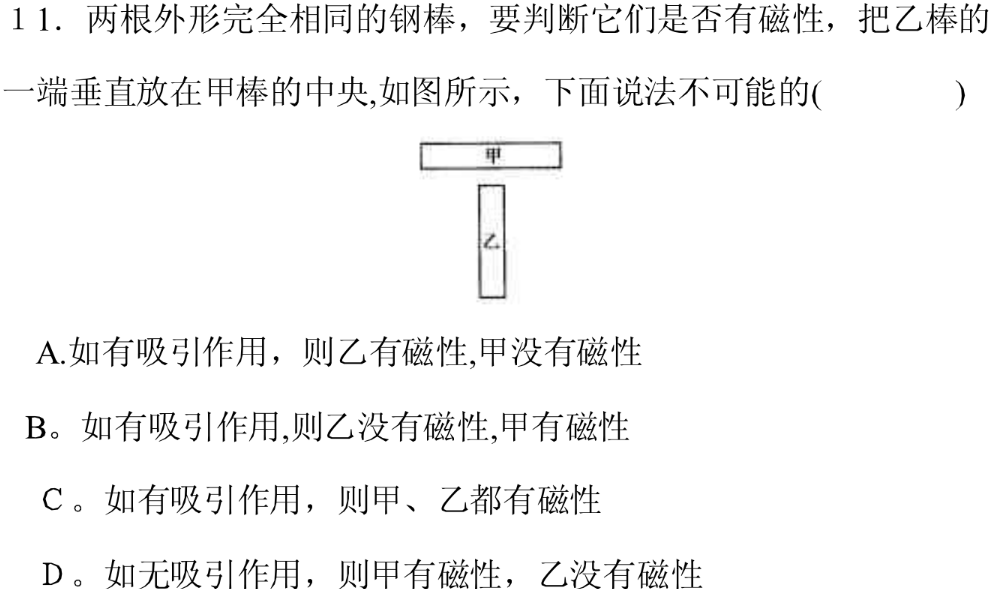 11．两根外形完全相同的钢棒，要判断它们是否有磁性，把乙棒的
一端垂直放在甲棒的中央,如图所示，下面说法不可能的(　　　　)
甲
乙
A.如有吸引作用，则乙有磁性,甲没有磁性
B。如有吸引作用,则乙没有磁性,甲有磁性
C。如有吸引作用，则甲、乙都有磁性
D。如无吸引作用，则甲有磁性，乙没有磁性